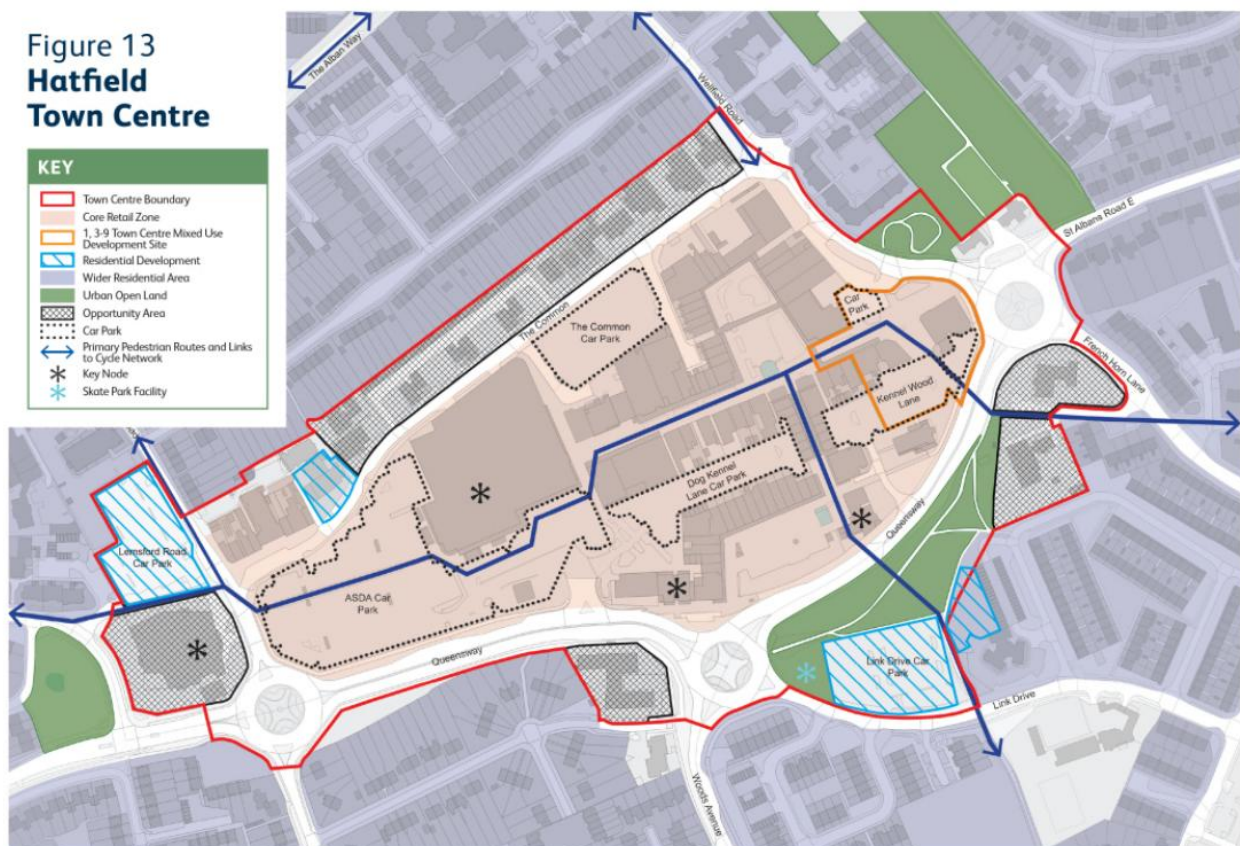 Figure 13
Hatfield
Town Centre
KEY
Town Centre Boundary
Core Retail Zone
1, 3-9 Town Centre Mixed Use
Development Site
Residential Development
Wider Residential Area
Urban Open Land
Opportunity Area
Car Park
Primary Pedestrian Routes and Links
to Cycle Network
Key Node
Skate Park Facility
The Alban Way
Wellfield Road
St Albans Road E
The Common
The Common
Car Park
Car
Park
French Horn Lane
Kennel Wood
Lane
Dog Kennel
Lane Car Park
Queensway
Lemsford Road
Car Park
ASDA Car
Park
Queensway
Link Drive Car
Park
Link Drive
Woods Avenue